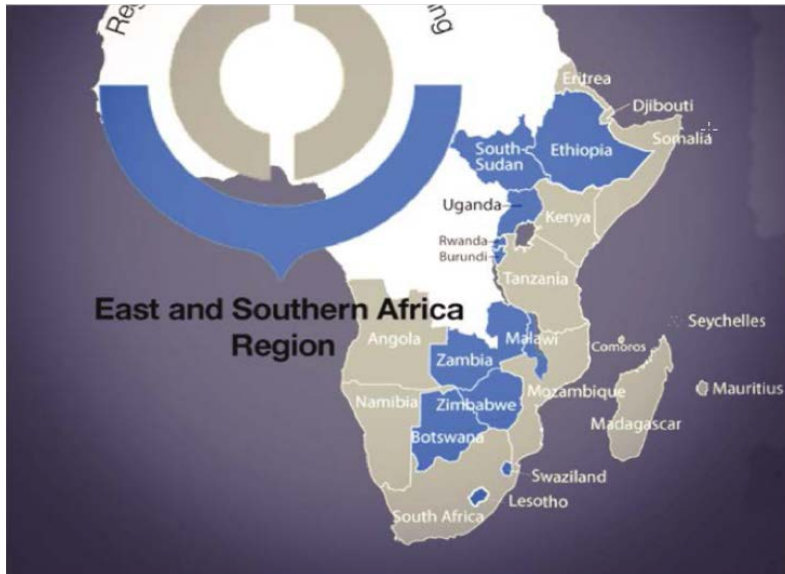 Eritrea
Djibouti
Somalia
South-
Sudan
Ethiopia
Uganda
Kenya
Rwanda
Burundi
Tanzania
East and Southern Africa
Region
Angola
Malawi
Seychelles
Comoros
Zambia
Mauritius
Mozambique
Namibia
Zimbabwe
Madagascar
Botswana
Swaziland
Lesotho
South Africa